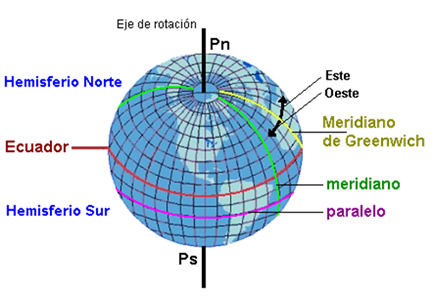 Eje de rotación
Pn
Hemisferio Norte
Este
Oeste
Meridiano
de Greenwich
Ecuador
meridiano
Hemisferio Sur
paralelo
Ps